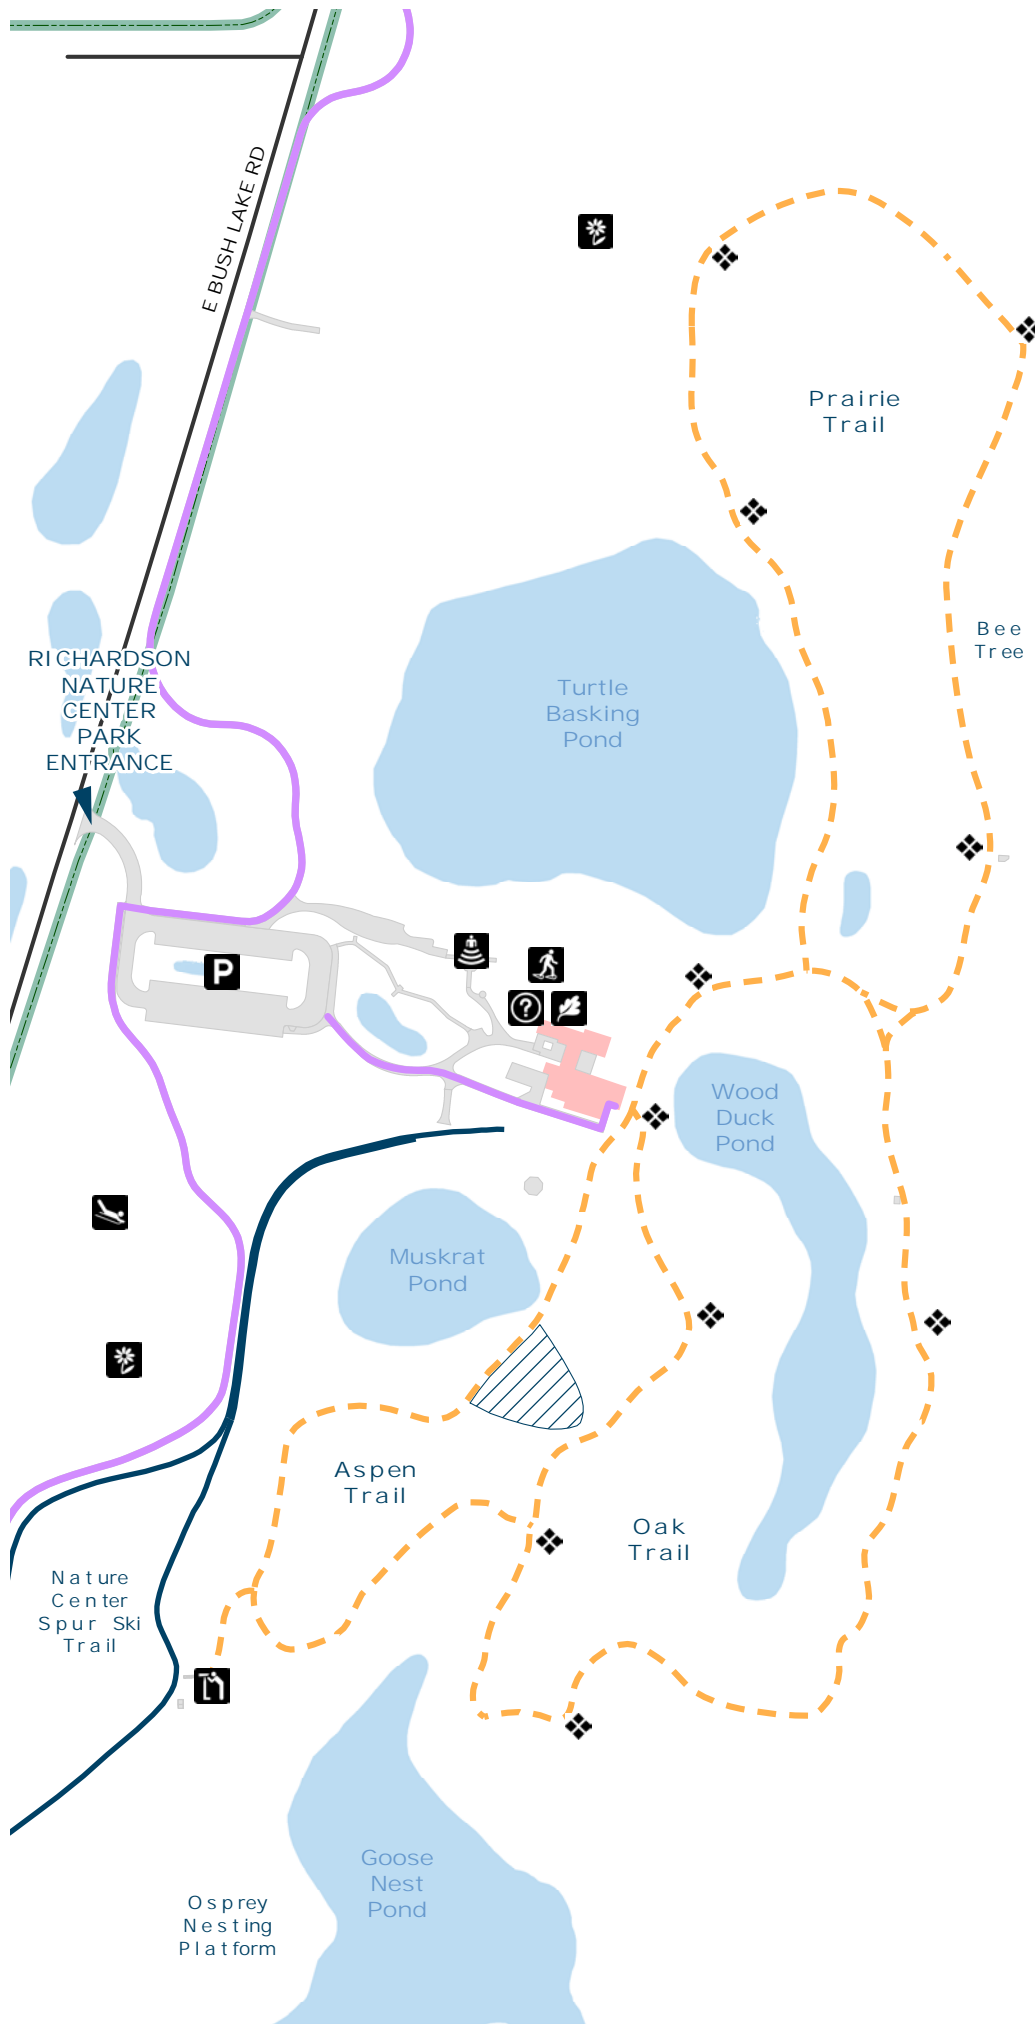 E BUSH LAKE RD
Prairie
Trail
Bee
Tree
RICHARDSON
NATURE
CENTER
PARK
ENTRANCE
Turtle
Basking
Pond
P
?
Wood
Duck
Pond
Muskrat
Pond
Aspen
Trail
Oak
Trail
Nature
Center
Spur Ski
Trail
Goose
Nest
Pond
Osprey
Nesting
Platform